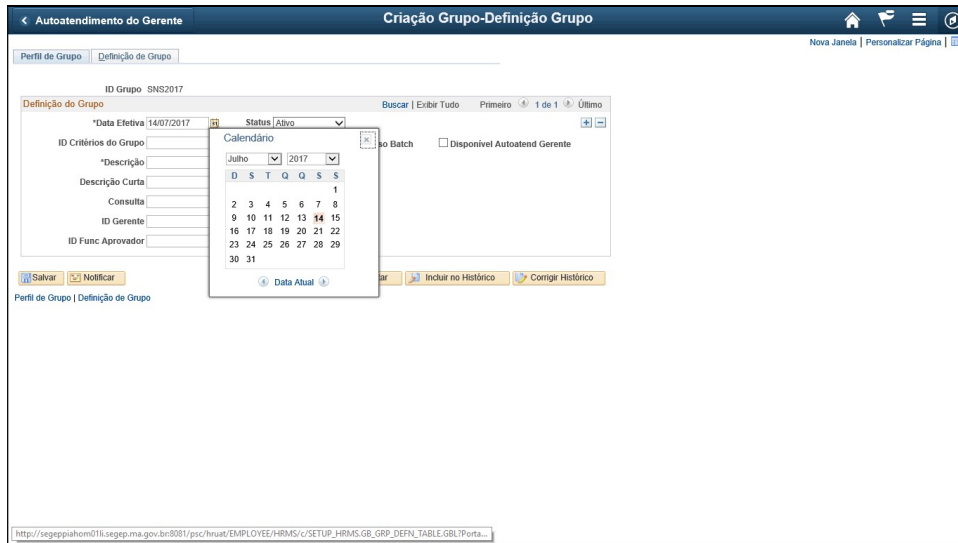 Autoatendimento do Gerente
Criação Grupo-Definição Grupo
Nova Janela | Personalizar Página |
Perfil de Grupo
Definição de Grupo
ID Grupo SNS2017
Definição do Grupo
Buscar | Exibir Tudo Primeiro 1 de 1 Último
*Data Efetiva 14/07/2017 Status Ativo
ID Critérios do Grupo
so Batch Disponível Autoatend Gerente
*Descrição
Descrição Curta
Consulta
ID Gerente
ID Func Aprovador
Calendário
Julho 2017
D S T Q Q S S
1
2 3 4 5 6 7 8
9 10 11 12 13 14 15
16 17 18 19 20 21 22
23 24 25 26 27 28 29
30 31
Data Atual
Salvar Notificar
Incluir no Histórico Corrigir Histórico
Perfil de Grupo | Definição de Grupo
http://segeppiahom01li.segep.ma.gov.br:8081/psc/hruat/EMPLOYEE/HRMS/c/SETUP_HRMS.GB_GRP_DEFN_TABLE.GBL?Porta...